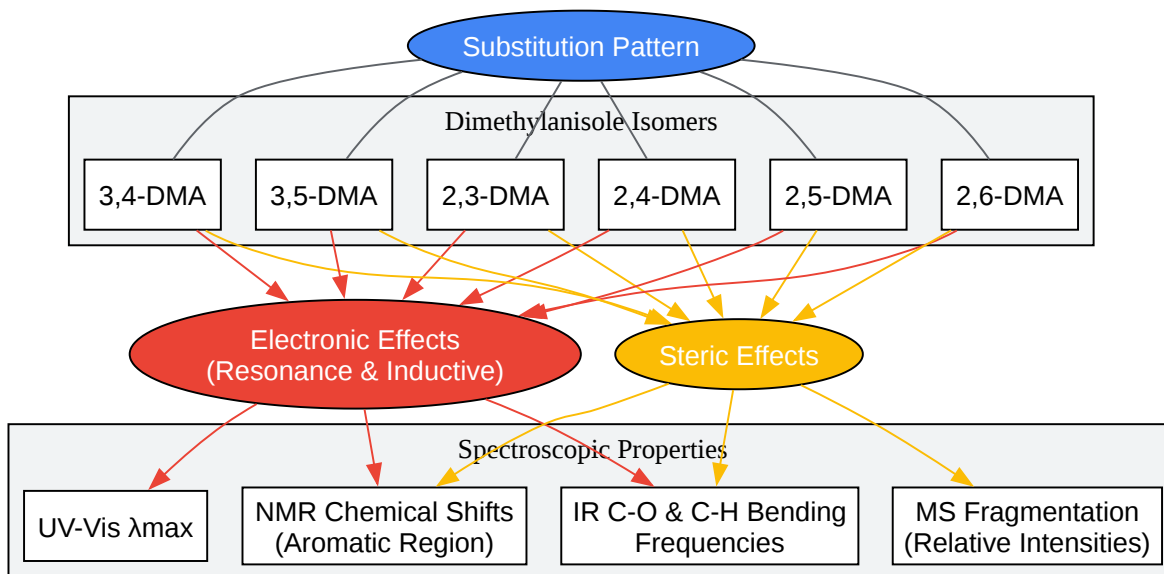 Substitution Pattern
Dimethylanisole Isomers
3,4-DMA
3,5-DMA
2,3-DMA
2,4-DMA
2,5-DMA
2,6-DMA
Electronic Effects
(Resonance & Inductive)
Steric Effects
Spectroscopic Properties
UV-Vis λmax
NMR Chemical Shifts
(Aromatic Region)
IR C-O & C-H Bending
Frequencies
MS Fragmentation
(Relative Intensities)